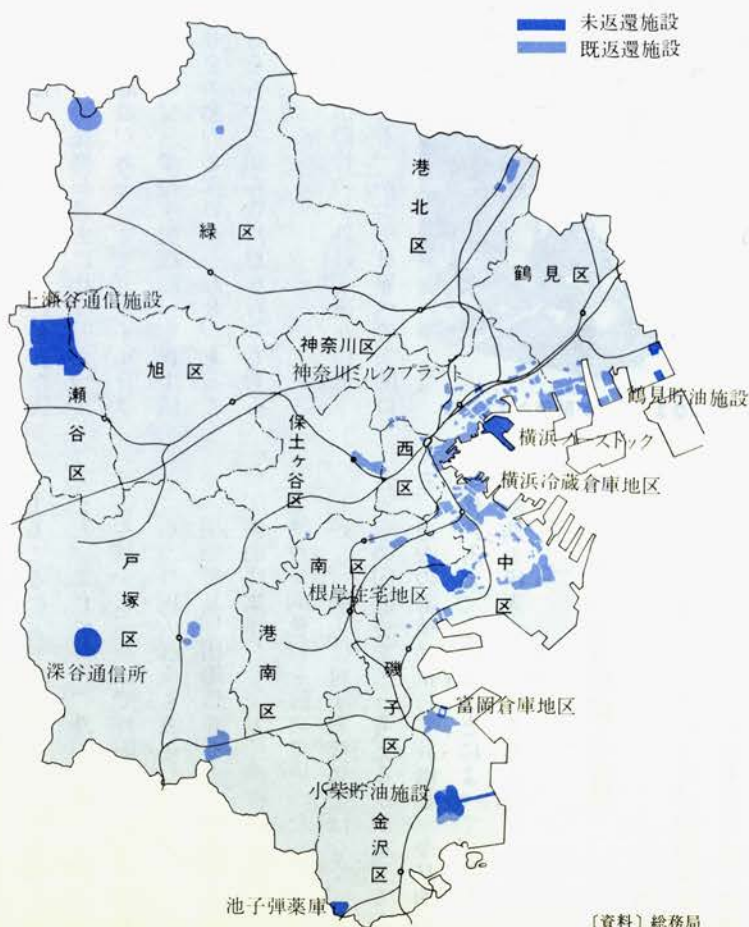 未返還施設
既返還施設
港北区
緑区
鶴見区
上瀬谷通信施設
神奈川区
旭区
神奈川ミルクプラント
瀬谷区
保土ヶ谷区
西区
鶴見貯油施設
横浜ノースドック
横浜冷蔵倉庫地区
戸塚区
南区
中区
根岸住宅地区
港南区
磯子区
深谷通信所
富岡倉庫地区
小柴貯油施設
金沢区
池子弾薬庫
〔資料〕総務局